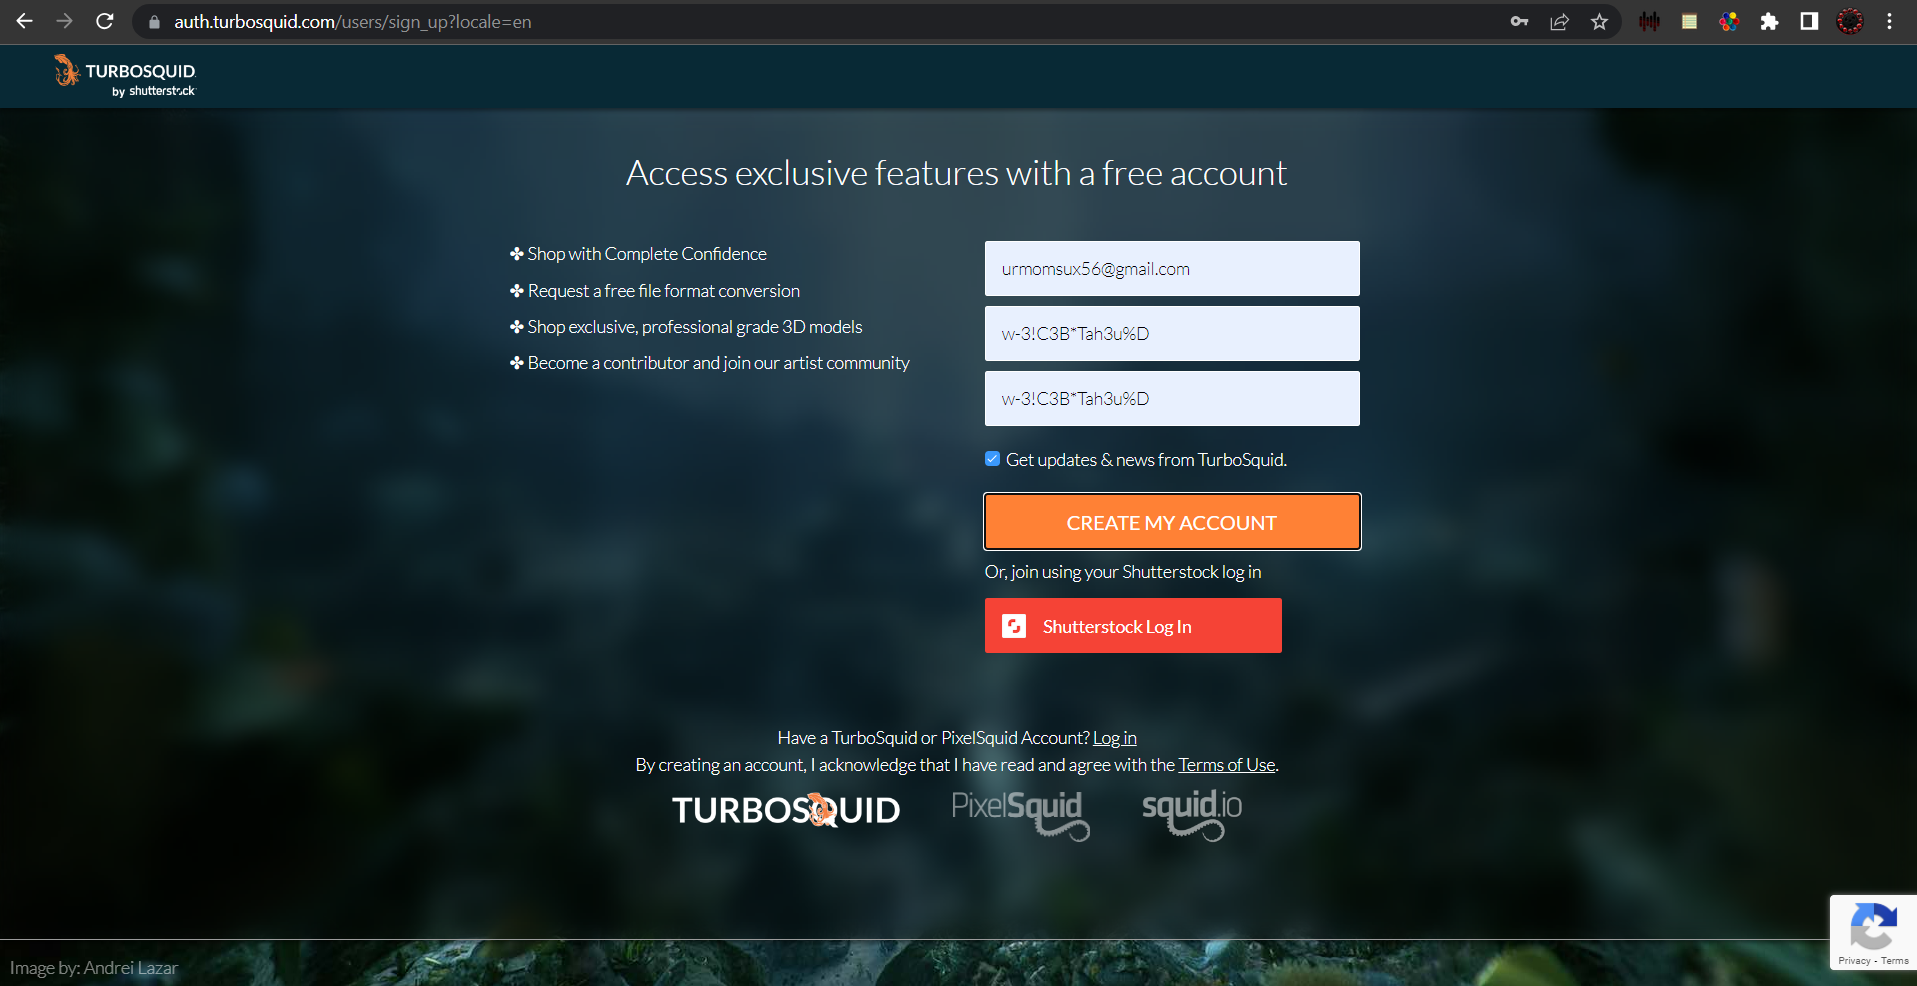 auth.turbosquid.com/users/sign_up?locale=en
TURBOSQUID
by shutterstock
Access exclusive features with a free account
✤ Shop with Complete Confidence
✤ Request a free file format conversion
✤ Shop exclusive, professional grade 3D models
✤ Become a contributor and join our artist community
urmomsux56@gmail.com
w-3!C3B*Tah3u%D
w-3!C3B*Tah3u%D
Get updates & news from TurboSquid.
CREATE MY ACCOUNT
Or, join using your Shutterstock log in
Shutterstock Log In
Have a TurboSquid or PixelSquid Account? Log in
By creating an account, I acknowledge that I have read and agree with the Terms of Use.
TURBOSQUID PixelSquid squid.io
Privacy - Terms
Image by: Andrei Lazar